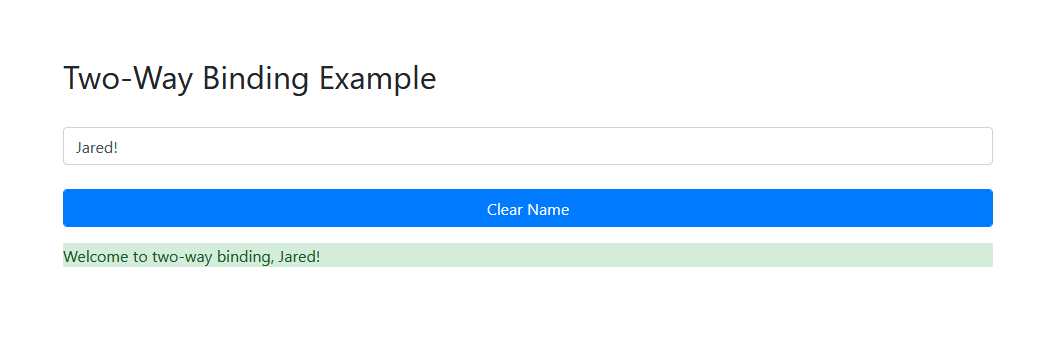 Two-Way Binding Example
Jared!
Clear Name
Welcome to two-way binding, Jared!